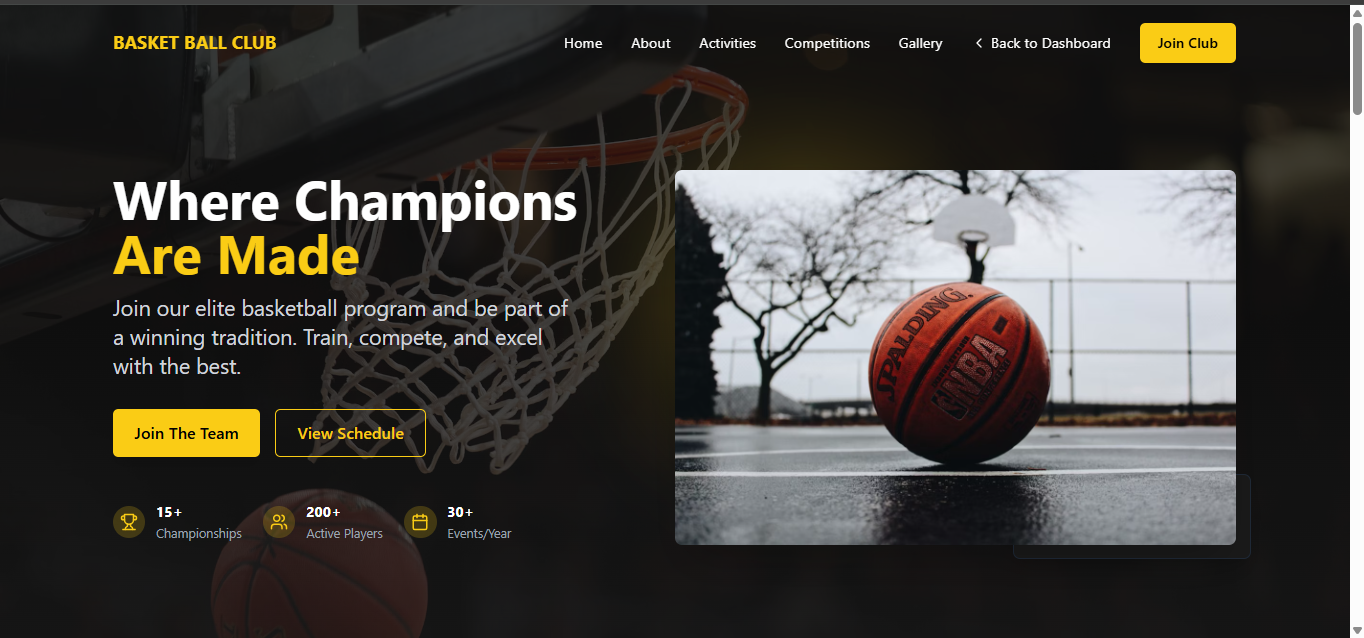 BASKET BALL CLUB
Home
About
Activities
Competitions
Gallery
Back to Dashboard
Join Club
Where Champions
Are Made
Join our elite basketball program and be part of
a winning tradition. Train, compete, and excel
with the best.
Join The Team
View Schedule
15+
Championships
200+
Active Players
30+
Events/Year
SPALDING
NBA